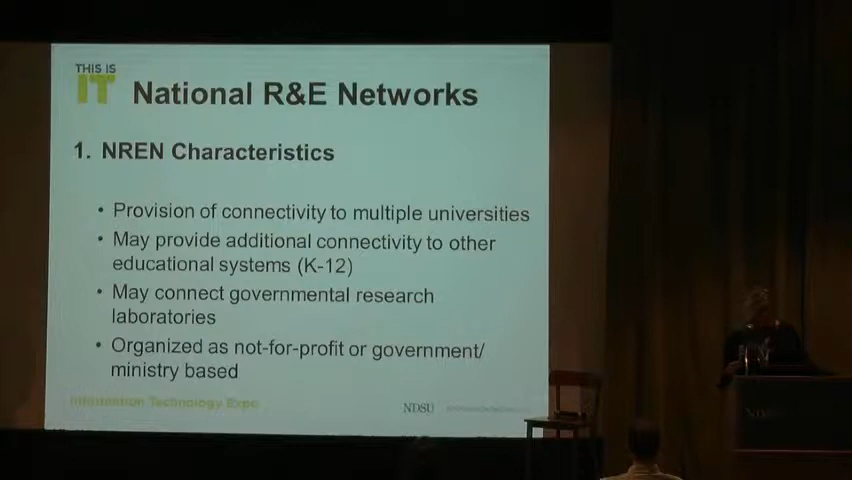 THIS IS
IT
National R&E Networks
1. NREN Characteristics
• Provision of connectivity to multiple universities
• May provide additional connectivity to other
educational systems (K-12)
• May connect governmental research
laboratories
• Organized as not-for-profit or government/
ministry based
Information Technology Expo
NDSU